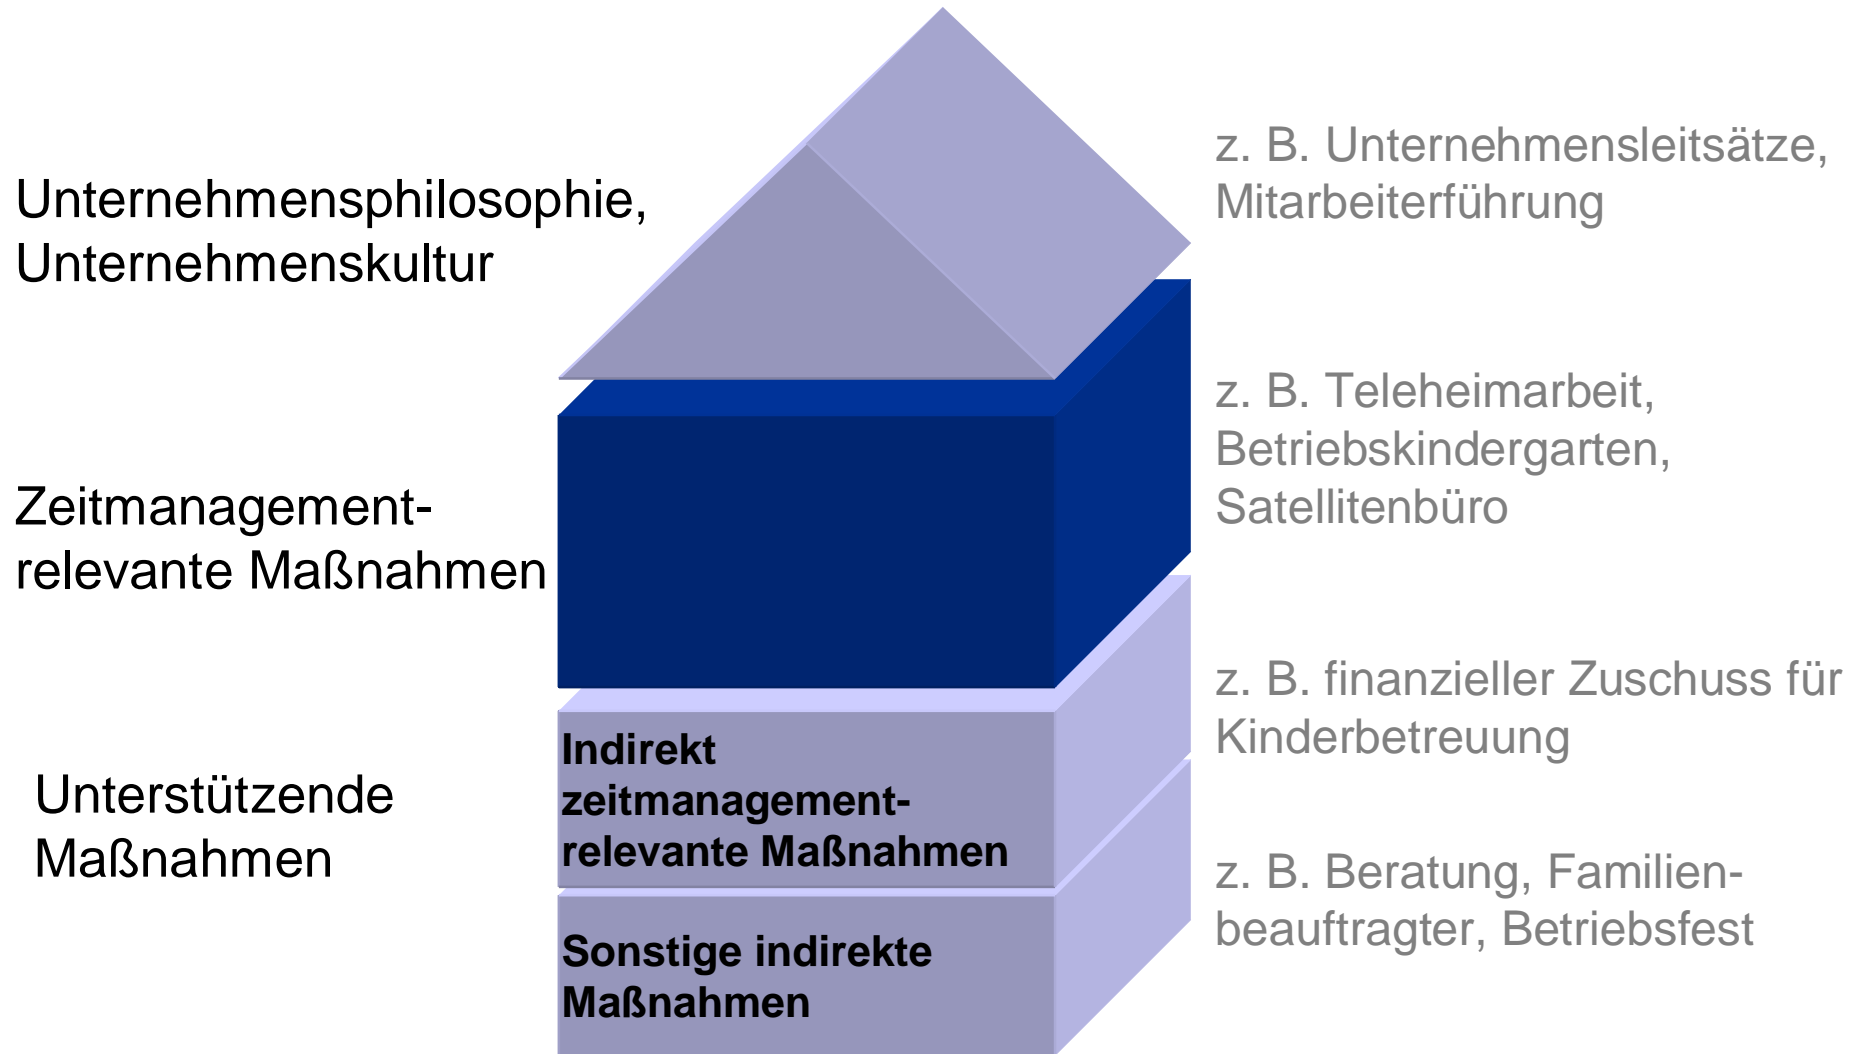 Unternehmensphilosophie,
Unternehmenskultur
z. B. Unternehmensleitsätze,
Mitarbeiterführung
Zeitmanagement-
relevante Maßnahmen
z. B. Teleheimarbeit,
Betriebskindergarten,
Satellitenbüro
Unterstützende
Maßnahmen
Indirekt
zeitmanagement-
relevante Maßnahmen
z. B. finanzieller Zuschuss für
Kinderbetreuung
Sonstige indirekte
Maßnahmen
z. B. Beratung, Familien-
beauftragter, Betriebsfest